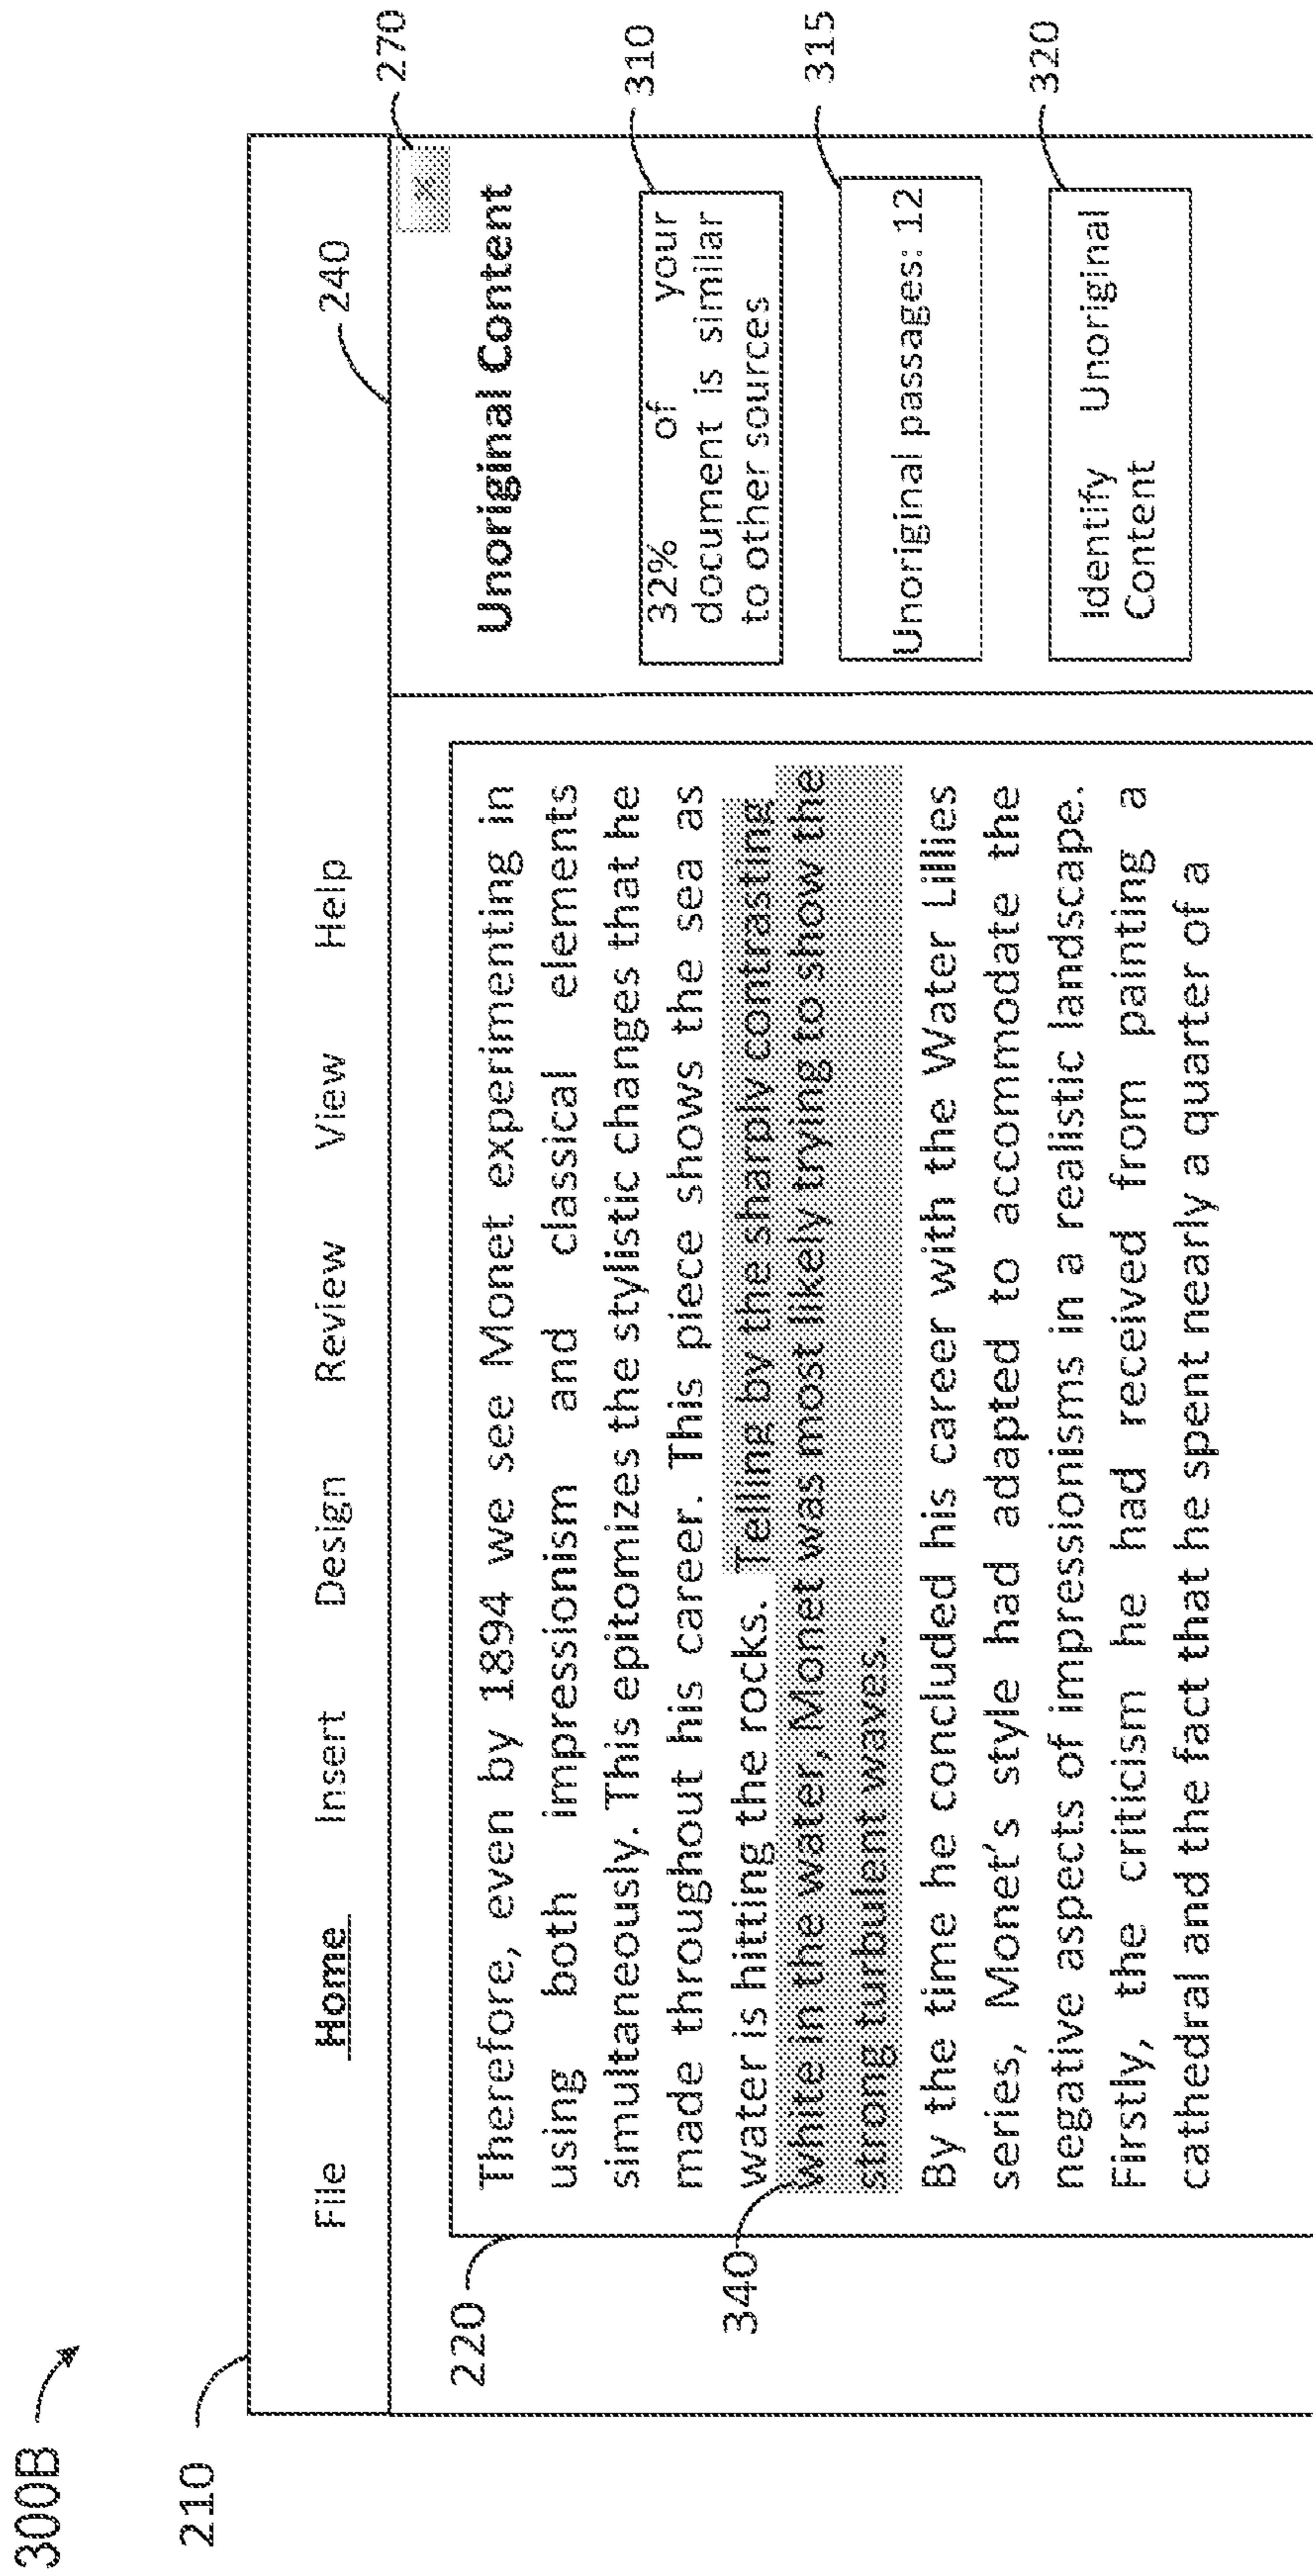 300B
210
File Home Insert Design Review View Help
240
270
220
Therefore, even by 1894 we see Monet experimenting in
using both impressionism and classical elements
simultaneously. This epitomizes the stylistic changes that he
made throughout his career. This piece shows the sea as
water is hitting the rocks. Telling by the sharply contrasting
white in the water, Monet was most likely trying to show the
strong turbulent waves.
By the time he concluded his career with the Water Lillies
series, Monet's style had adapted to accommodate the
negative aspects of impressionisms in a realistic landscape.
Firstly, the criticism he had received from painting a
cathedral and the fact that he spent nearly a quarter of a
340
Unoriginal Content
32% of your
document is similar
to other sources
310
Unoriginal passages: 12
315
Identify Unoriginal
Content
320